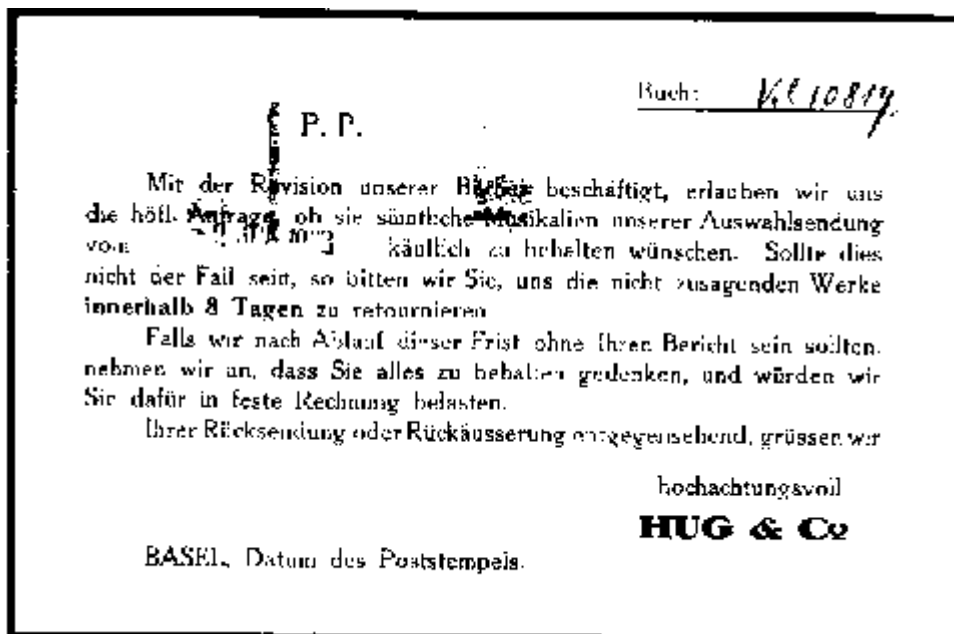 Buch:
P. P.
Mit der Revision unserer Bücher beschäftigt, erlauben wir uns
die höfl. Anfrage, ob sie sämtliche Musikalien unserer Auswahlsendung
vom käuflich zu behalten wünschen. Sollte dies
nicht der Fall sein, so bitten wir Sie, uns die nicht zusagenden Werke
innerhalb 8 Tagen zu retournieren
Falls wir nach Ablauf dieser Frist ohne Ihren Bericht sein sollten,
nehmen wir an, dass Sie alles zu behalten gedenken, und würden wir
Sie dafür in feste Rechnung belasten.
Ihrer Rücksendung oder Rückäusserung entgegensehend, grüssen wir
hochachtungsvoll
HUG & Co
BASEL, Datum des Poststempels.